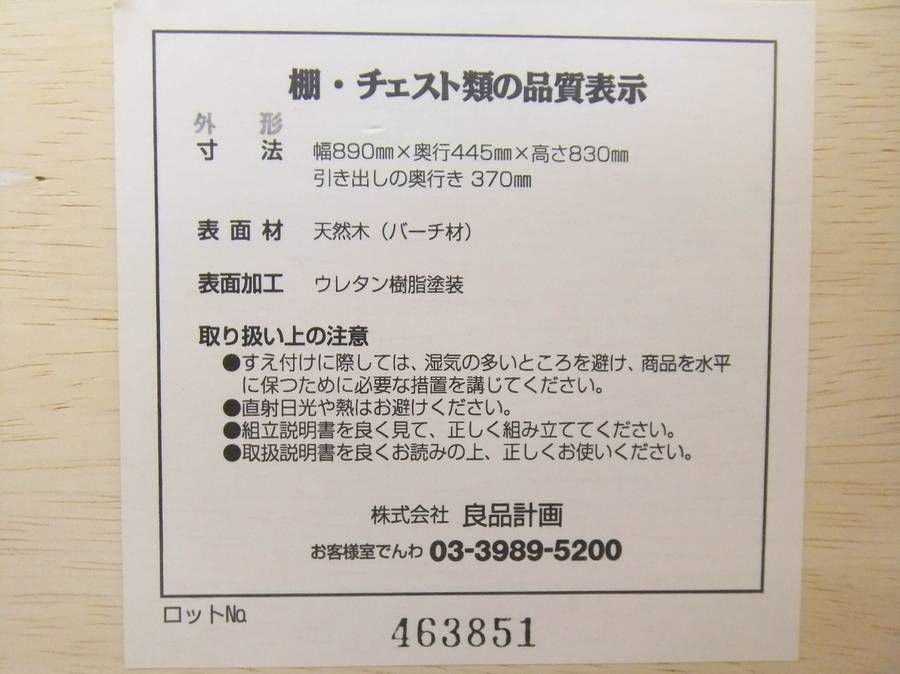 棚・チェスト類の品質表示
外形
寸法 幅890㎜×奥行445㎜×高さ830㎜
引き出しの奥行き 370㎜
表面材 天然木（バーチ材）
表面加工 ウレタン樹脂塗装
取り扱い上の注意
●すえ付けに際しては、湿気の多いところを避け、商品を水平
に保つために必要な措置を講じてください。
●直射日光や熱はお避けください。
●組立説明書を良く見て、正しく組み立ててください。
●取扱説明書を良くお読みの上、正しくお使いください。
株式会社 良品計画
お客様室でんわ 03-3989-5200
ロット№
463851